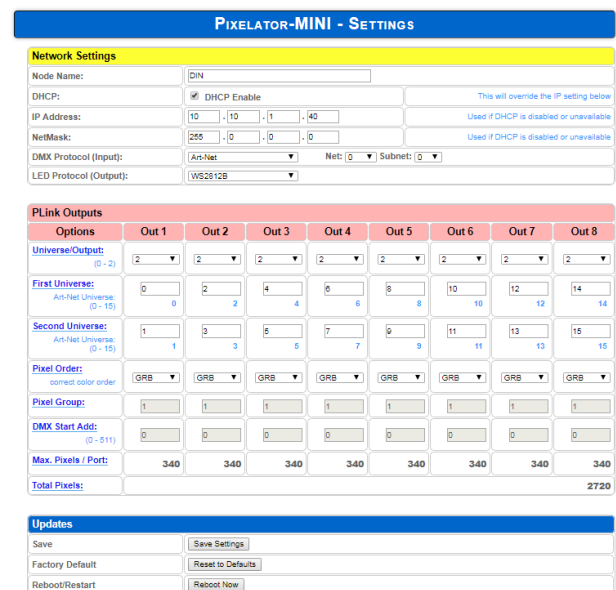 PIXELATOR-MINI - SETTINGS
Network Settings
Node Name: DIN
DHCP: DHCP Enable This will override the IP setting below
IP Address: 10 . 10 . 1 . 40 Used if DHCP is disabled or unavailable
NetMask: 255 . 0 . 0 . 0 Used if DHCP is disabled or unavailable
DMX Protocol (Input): Art-Net Net: 0 Subnet: 0
LED Protocol (Output): WS2812B
PLink Outputs
Options Out 1 Out 2 Out 3 Out 4 Out 5 Out 6 Out 7 Out 8
Universe/Output: 2 2 2 2 2 2 2 2
(0 - 2)
First Universe: 0 2 4 6 8 10 12 14
Art-Net Universe:
(0 - 15) 0 2 4 6 8 10 12 14
Second Universe: 1 3 5 7 9 11 13 15
Art-Net Universe:
(0 - 15) 1 3 5 7 9 11 13 15
Pixel Order: GRB GRB GRB GRB GRB GRB GRB GRB
correct color order
Pixel Group: 1 1 1 1 1 1 1 1
DMX Start Add: 0 0 0 0 0 0 0 0
(0 - 511)
Max. Pixels / Port: 340 340 340 340 340 340 340 340
Total Pixels: 2720
Updates
Save Save Settings
Factory Default Reset to Defaults
Reboot/Restart Reboot Now